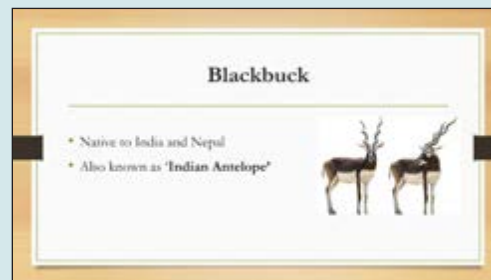 Blackbuck
• Native to India and Nepal
• Also known as ‘Indian Antelope’